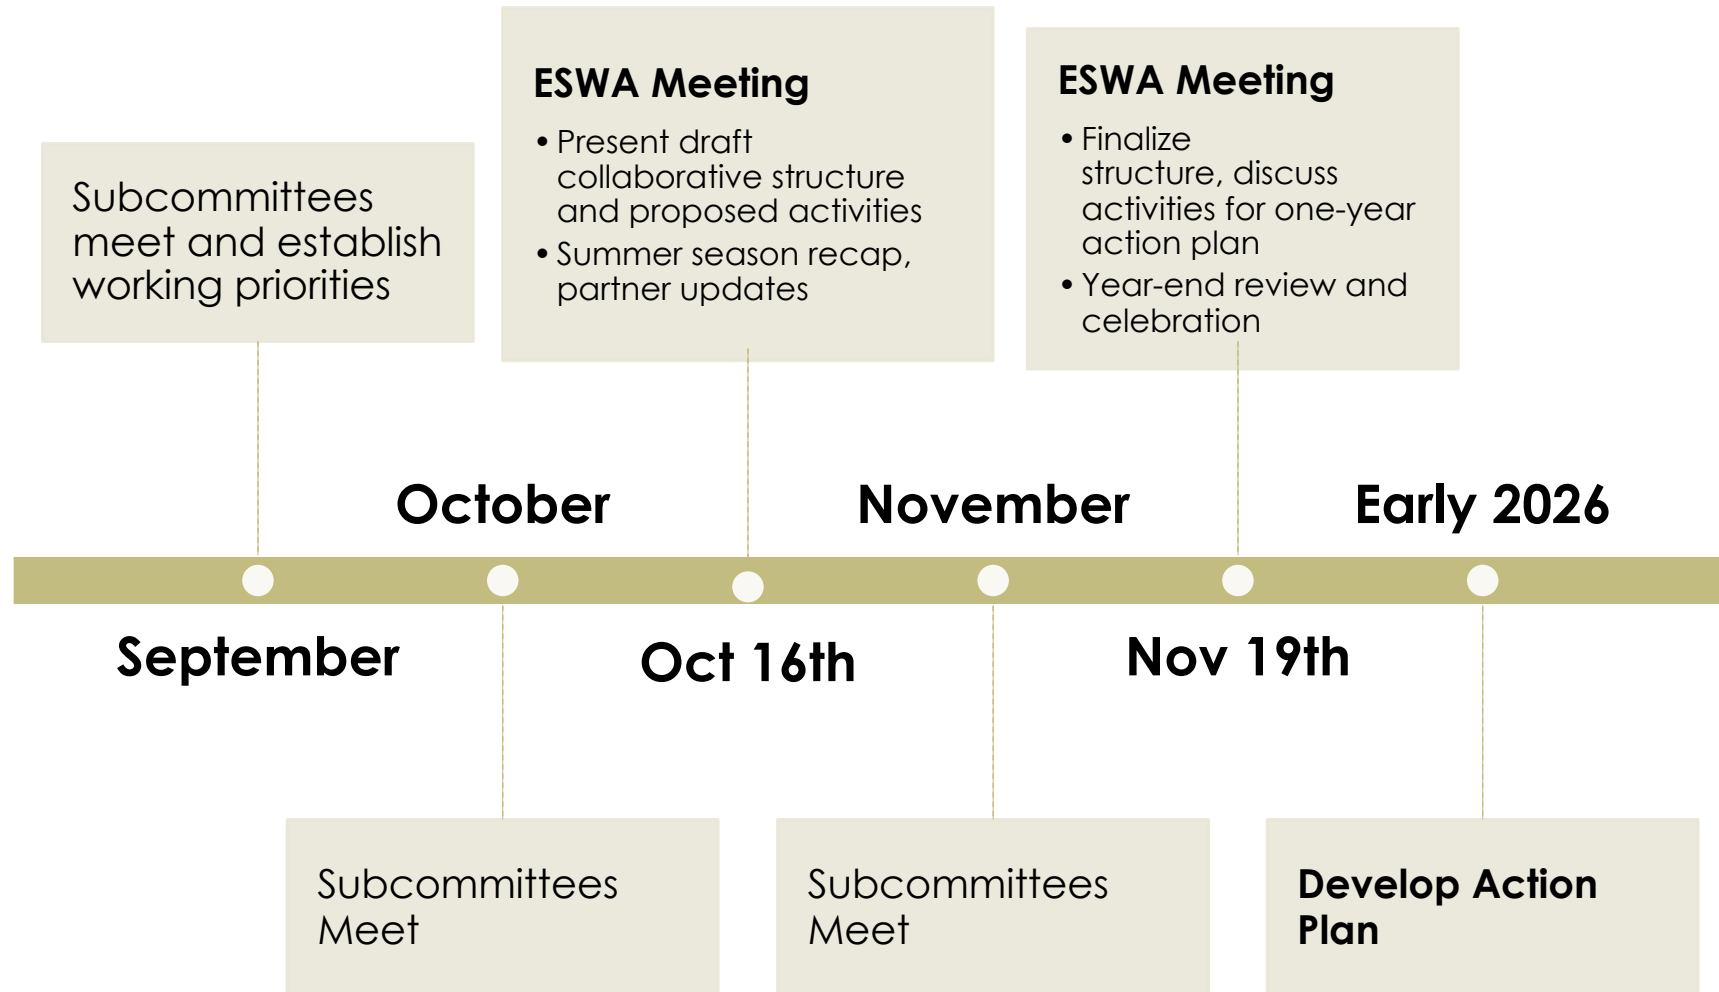 Subcommittees
meet and establish
working priorities
ESWA Meeting
• Present draft
collaborative structure
and proposed activities
• Summer season recap,
partner updates
ESWA Meeting
• Finalize
structure, discuss
activities for one-year
action plan
• Year-end review and
celebration
October
November
Early 2026
September
Oct 16th
Nov 19th
Subcommittees
Meet
Subcommittees
Meet
Develop Action
Plan